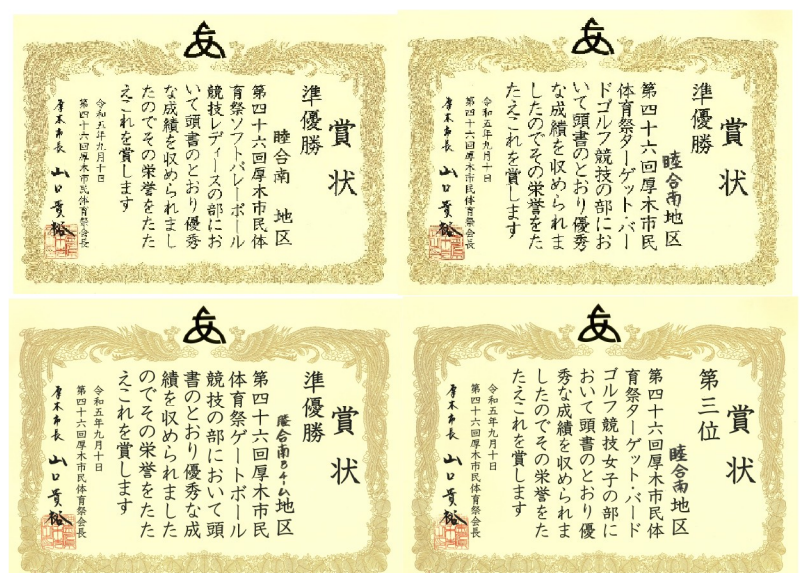 賞状
準優勝
睦合南 地区
第四十六回厚木市民体
育祭ソフトバレーボール
競技レディースの部にお
いて頭書のとおり優秀
な成績を収められまし
たのでその栄誉をたた
えこれを賞します
令和五年九月十日
第四十六回厚木市民体育祭会長
厚木市長 山口貴裕
賞状
準優勝
睦合南地区
第四十六回厚木市民
体育祭ターゲット・バー
ドゴルフ競技の部にお
いて頭書のとおり優秀
な成績を収められま
したのでその栄誉をた
たえこれを賞します
令和五年九月十日
第四十六回厚木市民体育祭会長
厚木市長 山口貴裕
賞状
準優勝
睦合南Bチーム地区
第四十六回厚木市民
体育祭ゲートボール
競技の部において頭
書のとおり優秀な成
績を収められました
のでその栄誉をたた
えこれを賞します
令和五年九月十日
第四十六回厚木市民体育祭会長
厚木市長 山口貴裕
賞状
第三位
睦合南地区
第四十六回厚木市民体
育祭ターゲット・バード
ゴルフ競技女子の部に
おいて頭書のとおり優
秀な成績を収められま
したのでその栄誉をた
たえこれを賞します
令和五年九月十日
第四十六回厚木市民体育祭会長
厚木市長 山口貴裕